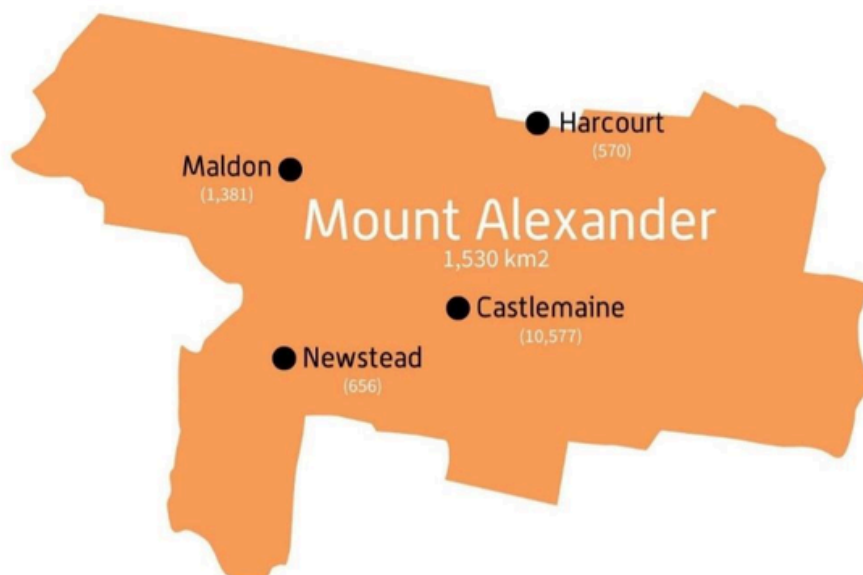 Harcourt
(570)
Maldon
(1,381)
Mount Alexander
1,530 km2
Castlemaine
(10,577)
Newstead
(656)